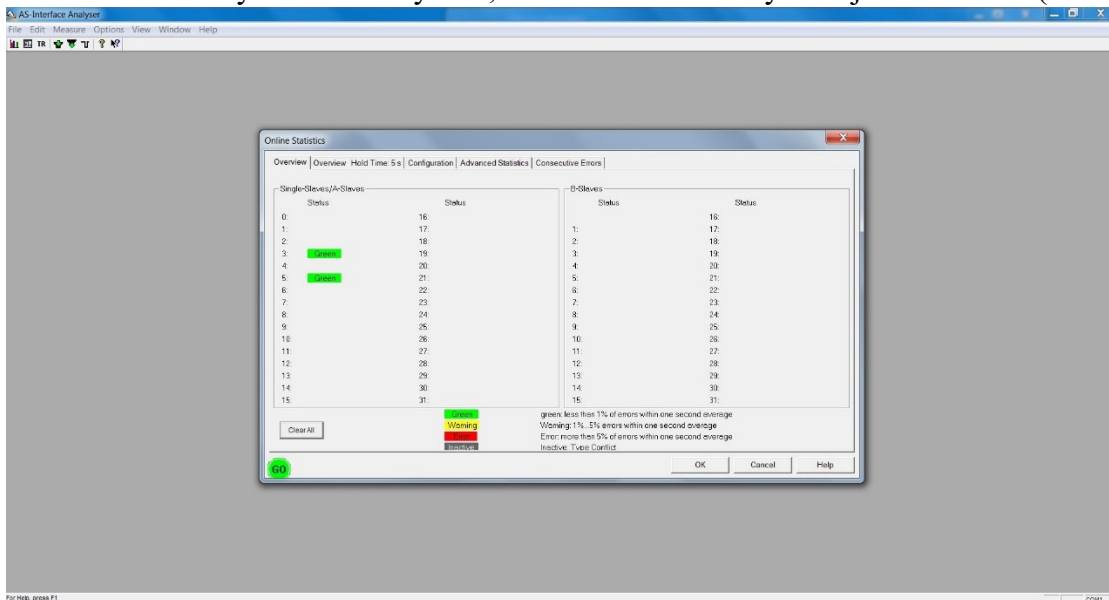 AS-Interface Analyser
File Edit Measure Options View Window Help
TR
Online Statistics
Overview Overview Hold Time: 5 s Configuration Advanced Statistics Consecutive Errors
Single-Slaves/A-Slaves B-Slaves
Status Status Status Status
0: 16: 16:
1: 17: 1: 17:
2: 18: 2: 18:
3: Green 19: 3: 19:
4: 20: 4: 20:
5: Green 21: 5: 21:
6: 22: 6: 22:
7: 23: 7: 23:
8: 24: 8: 24:
9: 25: 9: 25:
10: 26: 10: 26:
11: 27: 11: 27:
12: 28: 12: 28:
13: 29: 13: 29:
14: 30: 14: 30:
15: 31: 15: 31:
Green green: less than 1% of errors within one second average
Warning Warning: 1%...5% errors within one second average
Error Error: more than 5% of errors within one second average
Inactive Inactive: Type Conflict
Clear All
GO OK Cancel Help
For Help, press F1 COM1